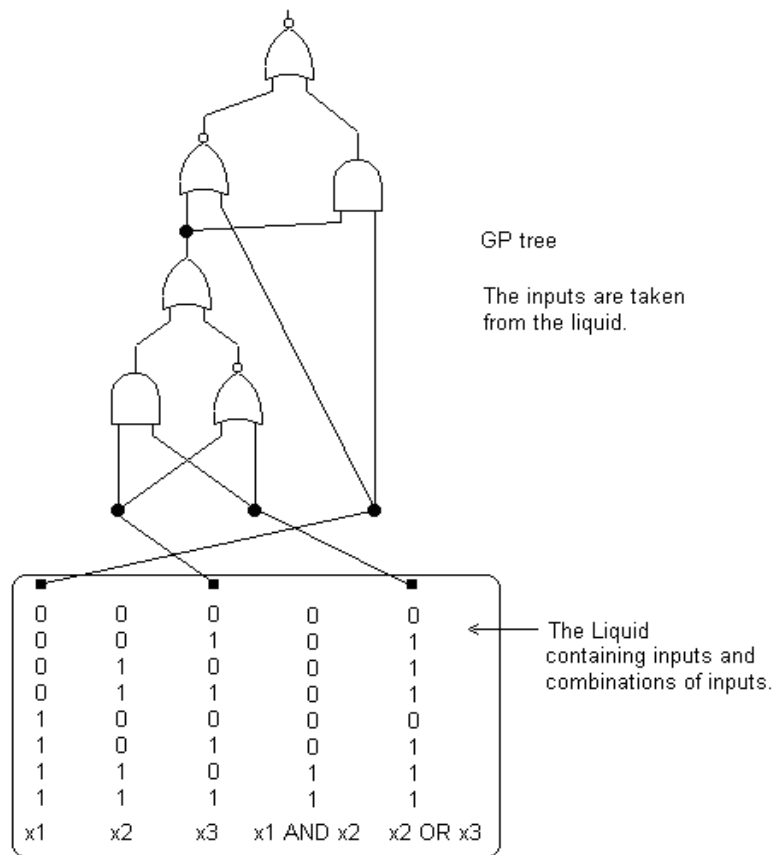 GP tree
The inputs are taken
from the liquid.
0 0 0 0 0
0 0 1 0 1
0 1 0 0 1
0 1 1 0 1
1 0 0 0 0
1 0 1 0 1
1 1 0 1 1
1 1 1 1 1
x1 x2 x3 x1 AND x2 x2 OR x3
The Liquid
containing inputs and
combinations of inputs.